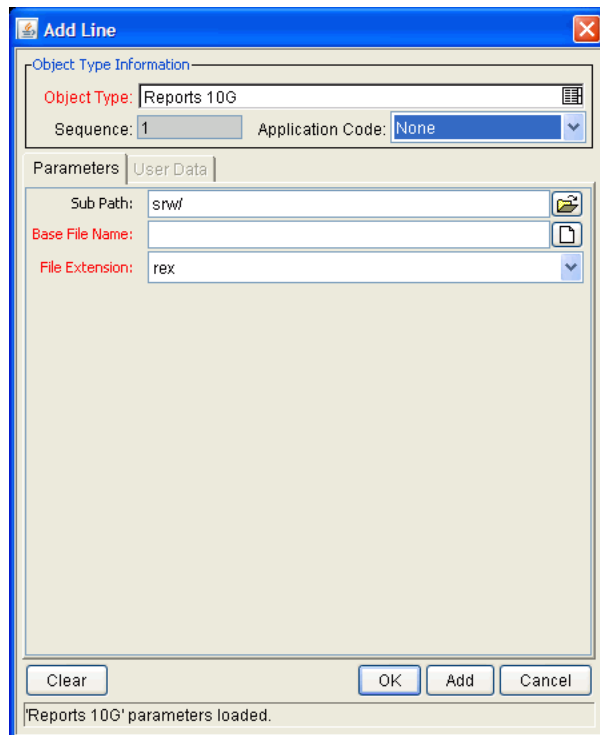 Add Line
Object Type Information
Object Type: Reports 10G
Sequence: 1 Application Code: None
Parameters User Data
Sub Path: srw/
Base File Name:
File Extension: rex
Clear OK Add Cancel
'Reports 10G' parameters loaded.